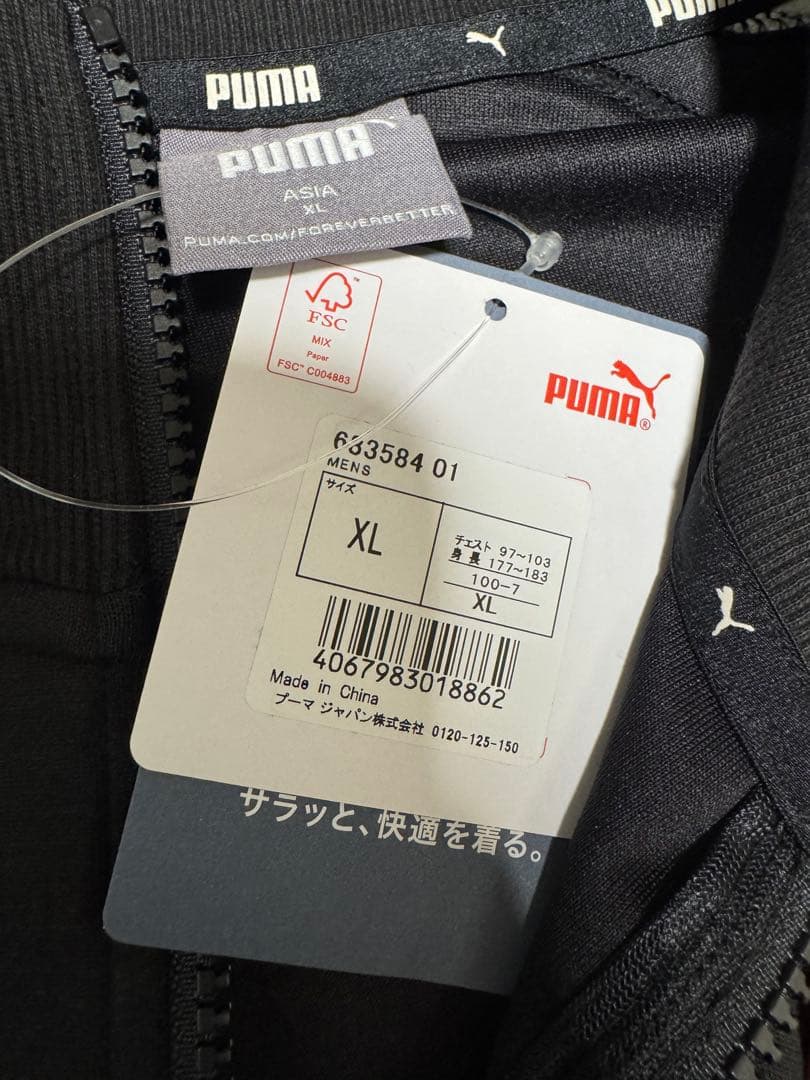 PUMA
PUMA
PUMA
ASIA
XL
PUMA.COM/FOREVERBETTER
FSC
MIX
Paper
FSC™ C004883
PUMA®
683584 01
MENS
サイズ
XL
チェスト 97~103
身長 177~183
100-7
XL
4067983018862
Made in China
プーマ ジャパン株式会社 0120-125-150
サラッと、快適を着る。